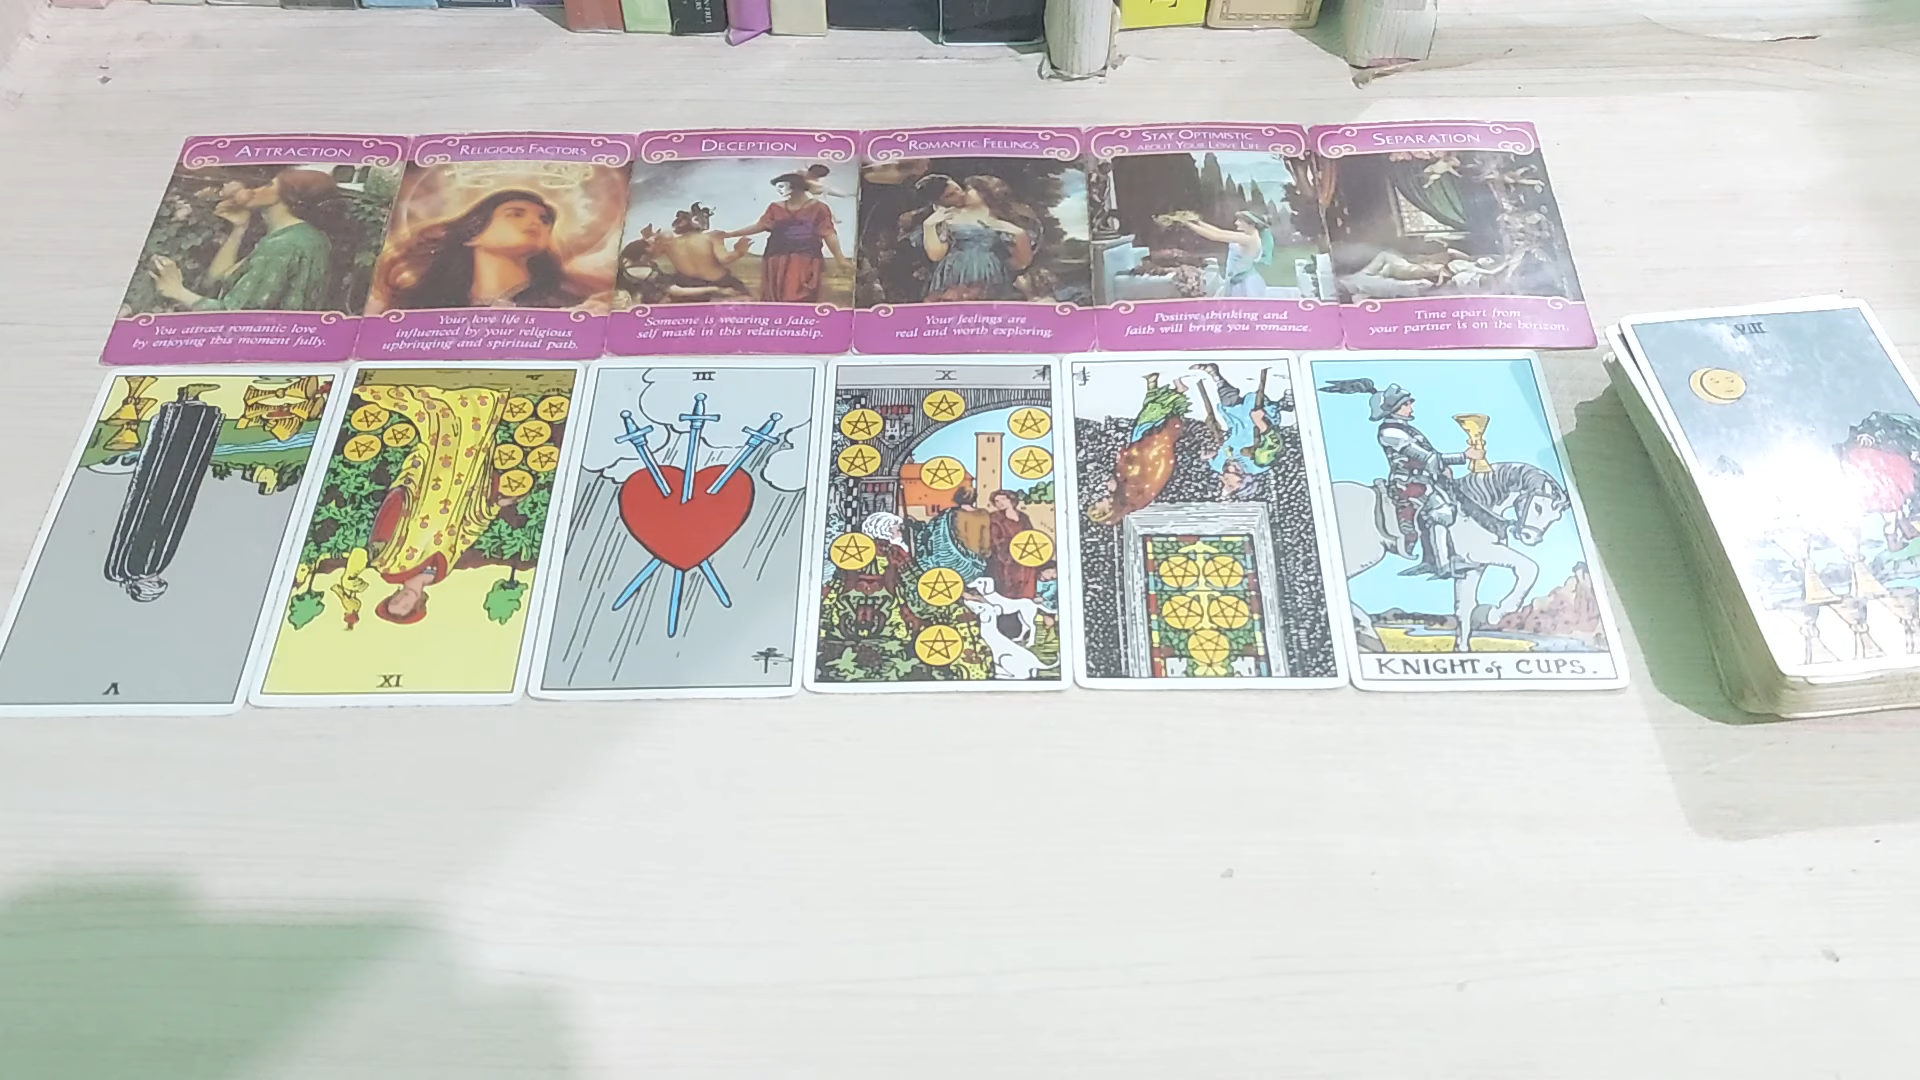 ATTRACTION
You attract romantic love
by enjoying this moment fully.
RELIGIOUS FACTORS
Your love life is
influenced by your religious
upbringing and spiritual path.
DECEPTION
Someone is wearing a false-
self mask in this relationship.
ROMANTIC FEELINGS
Your feelings are
real and worth exploring.
STAY OPTIMISTIC
ABOUT YOUR LOVE LIFE
Positive thinking and
faith will bring you romance.
SEPARATION
Time apart from
your partner is on the horizon.
V
IX
III
X
KNIGHT of CUPS.
VIII